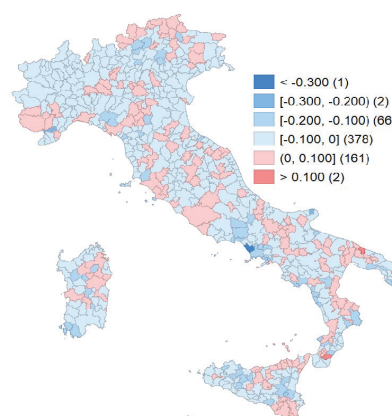 < -0.300 (1)
[-0.300, -0.200) (2)
[-0.200, -0.100) (66
[-0.100, 0] (378)
(0, 0.100] (161)
> 0.100 (2)